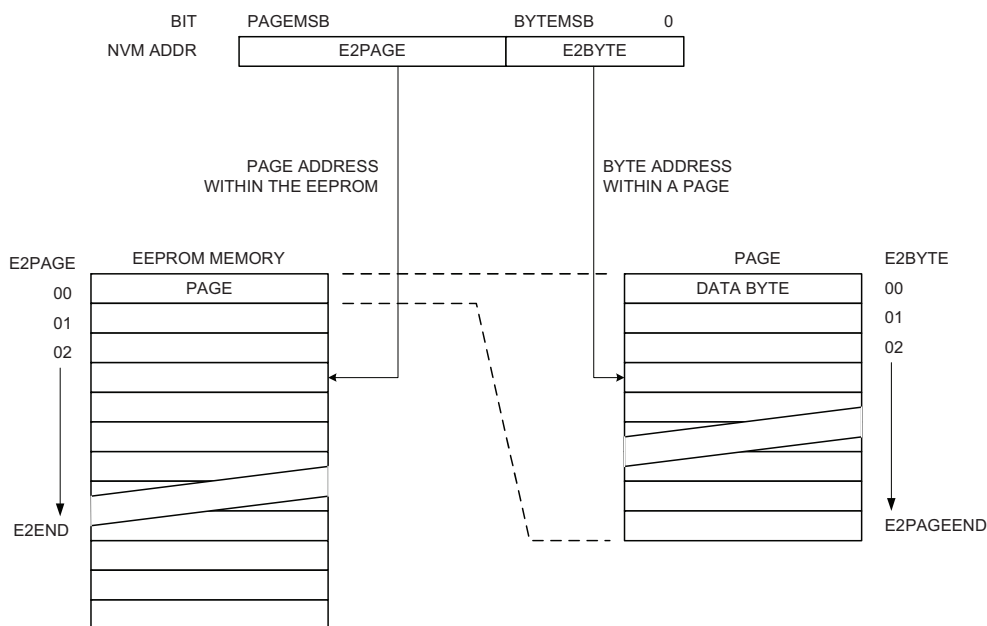 BIT PAGEMSB BYTEMSB 0
NVM ADDR E2PAGE E2BYTE
PAGE ADDRESS
WITHIN THE EEPROM
BYTE ADDRESS
WITHIN A PAGE
E2PAGE EEPROM MEMORY
00 PAGE
01
02
E2END
PAGE E2BYTE
DATA BYTE 00
01
02
E2PAGEEND